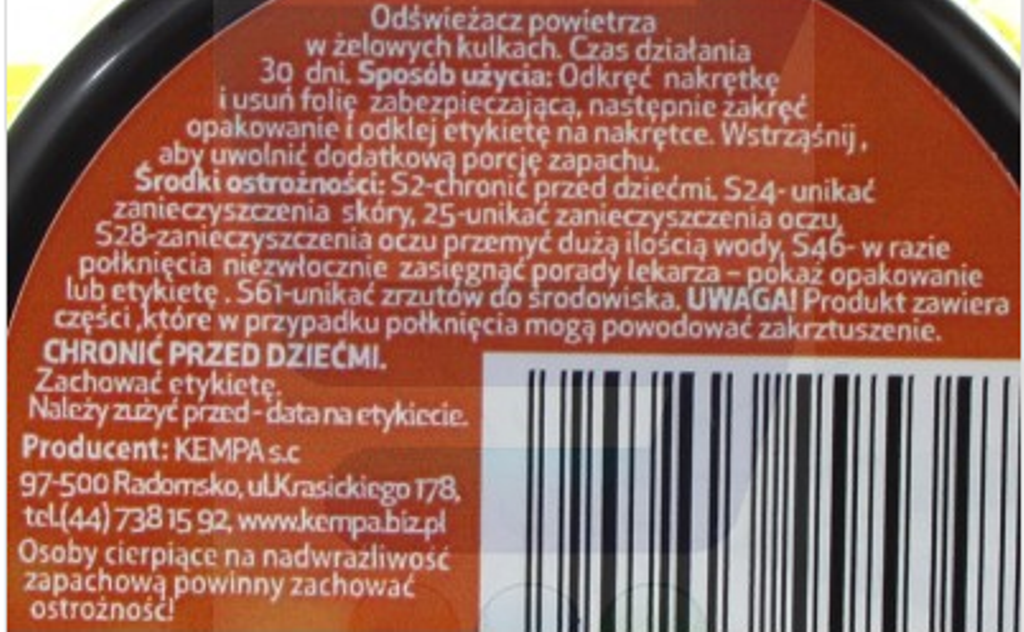 Odświeżacz powietrza
w żelowych kulkach. Czas działania
30 dni. Sposób użycia: Odkręć nakrętkę
i usuń folię zabezpieczającą, następnie zakręć
opakowanie i odklej etykietę na nakrętce. Wstrząśnij,
aby uwolnić dodatkową porcję zapachu.
Środki ostrożności: S2-chronić przed dziećmi. S24- unikać
zanieczyszczenia skóry, 25-unikać zanieczyszczenia oczu,
S28-zanieczyszczenia oczu przemyć dużą ilością wody, S46- w razie
połknięcia niezwłocznie zasięgnąć porady lekarza – pokaż opakowanie
lub etykietę . S61-unikać zrzutów do środowiska. UWAGA! Produkt zawiera
części ,które w przypadku połknięcia mogą powodować zakrztuszenie.
CHRONIĆ PRZED DZIEĆMI.
Zachować etykietę.
Należy zużyć przed - data na etykiecie.
Producent: KEMPA s.c
97-500 Radomsko, ul.Krasickiego 178,
tel.(44) 738 15 92, www.kempa.biz.pl
Osoby cierpiące na nadwrażliwość
zapachową powinny zachować
ostrożność!